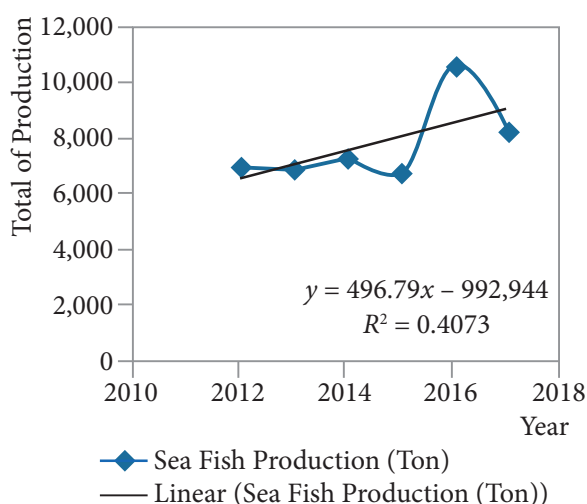 Total of Production
12,000
10,000
8,000
6,000
4,000
2,000
0
y = 496.79x – 992,944
R² = 0.4073
2010 2012 2014 2016 2018
Year
Sea Fish Production (Ton)
Linear (Sea Fish Production (Ton))